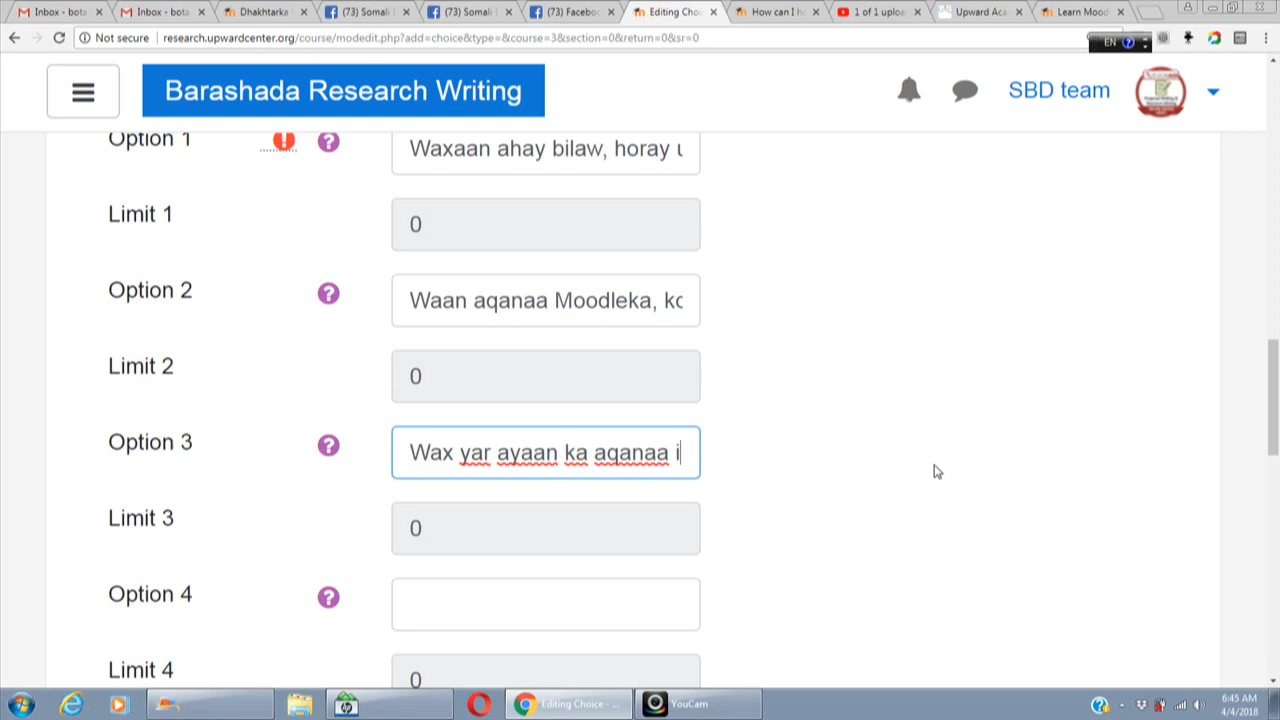 Inbox - bota
Inbox - bota
Dhakhtarka
(73) Somali
(73) Somali
(73) Facebo
Editing Choi
How can I h
1 of 1 uploa
Upward Aca
Learn Mood
Not secure | research.upwardcenter.org/course/modedit.php?add=choice&type=&course=3&section=0&return=0&sr=0
EN
Barashada Research Writing
SBD team
Option 1
Waxaan ahay bilaw, horay u
Limit 1
0
Option 2
Waan aqanaa Moodleka, ko
Limit 2
0
Option 3
Wax yar ayaan ka aqanaa i
Limit 3
0
Option 4
Limit 4
0
Editing Choice - ...
YouCam
6:45 AM
4/4/2018